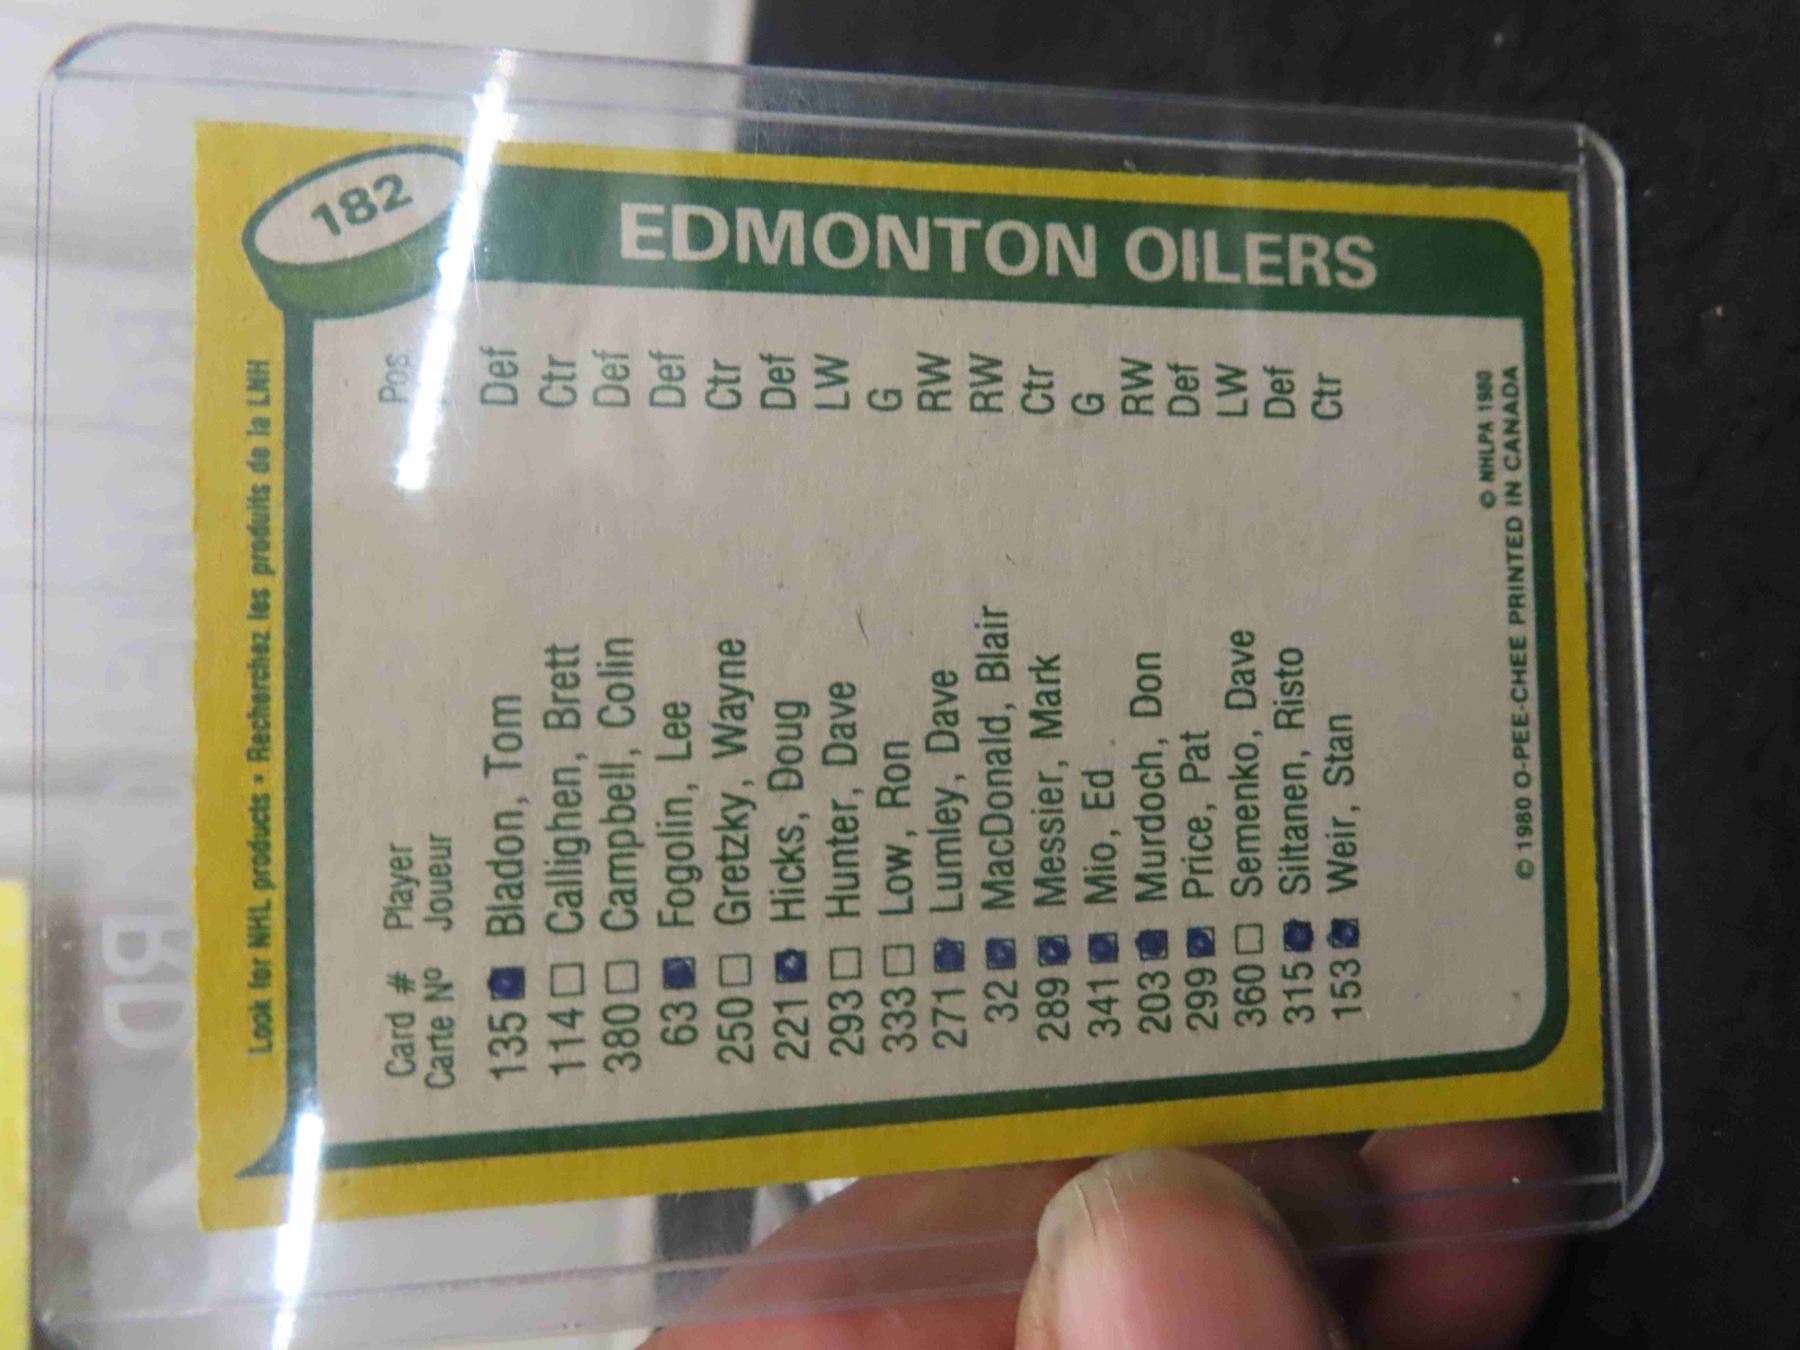 182
EDMONTON OILERS
Look for NHL products • Recherchez les produits de la LNH
Card # Player Pos.
Carte Nº Joueur
135 Bladon, Tom Def
114 Callighen, Brett Ctr
380 Campbell, Colin Def
63 Fogolin, Lee Def
250 Gretzky, Wayne Ctr
221 Hicks, Doug Def
293 Hunter, Dave LW
333 Low, Ron G
271 Lumley, Dave RW
32 MacDonald, Blair RW
289 Messier, Mark Ctr
341 Mio, Ed G
203 Murdoch, Don RW
299 Price, Pat Def
360 Semenko, Dave LW
315 Siltanen, Risto Def
153 Weir, Stan Ctr
© NHLPA 1980
© 1980 O-PEE-CHEE PRINTED IN CANADA